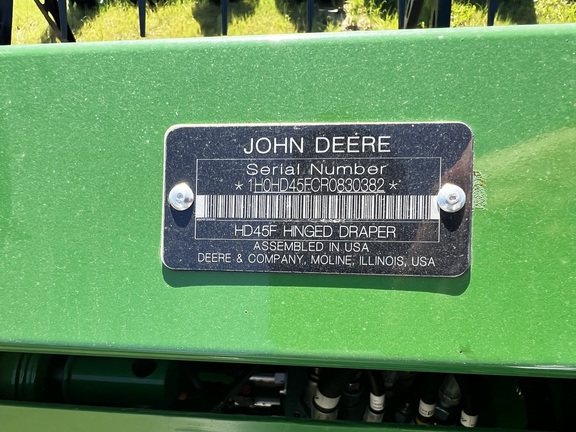 JOHN DEERE
Serial Number
*1H0HD45FCR0830382*
HD45F HINGED DRAPER
ASSEMBLED IN USA
DEERE & COMPANY, MOLINE, ILLINOIS, USA